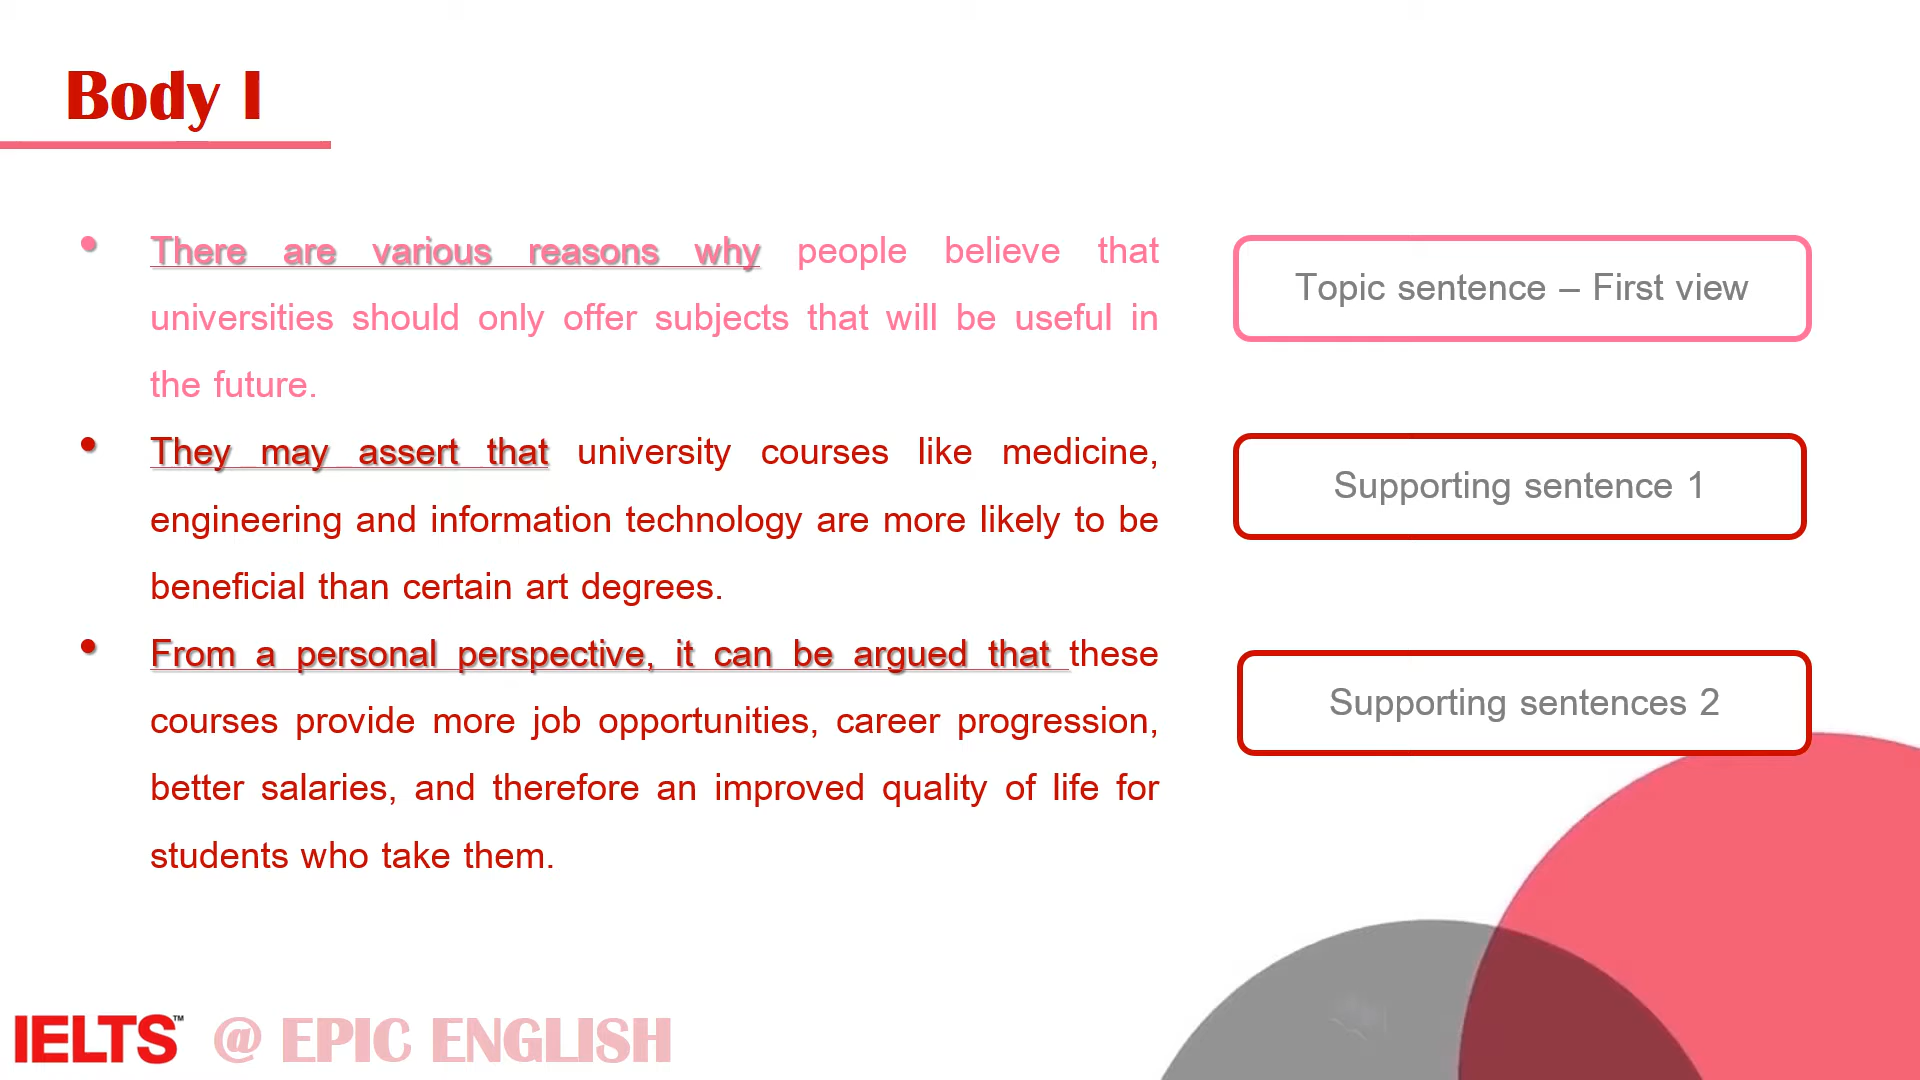 Body I
• There are various reasons why people believe that
universities should only offer subjects that will be useful in
the future.
• They may assert that university courses like medicine,
engineering and information technology are more likely to be
beneficial than certain art degrees.
• From a personal perspective, it can be argued that these
courses provide more job opportunities, career progression,
better salaries, and therefore an improved quality of life for
students who take them.
Topic sentence – First view
Supporting sentence 1
Supporting sentences 2
IELTS™ @ EPIC ENGLISH